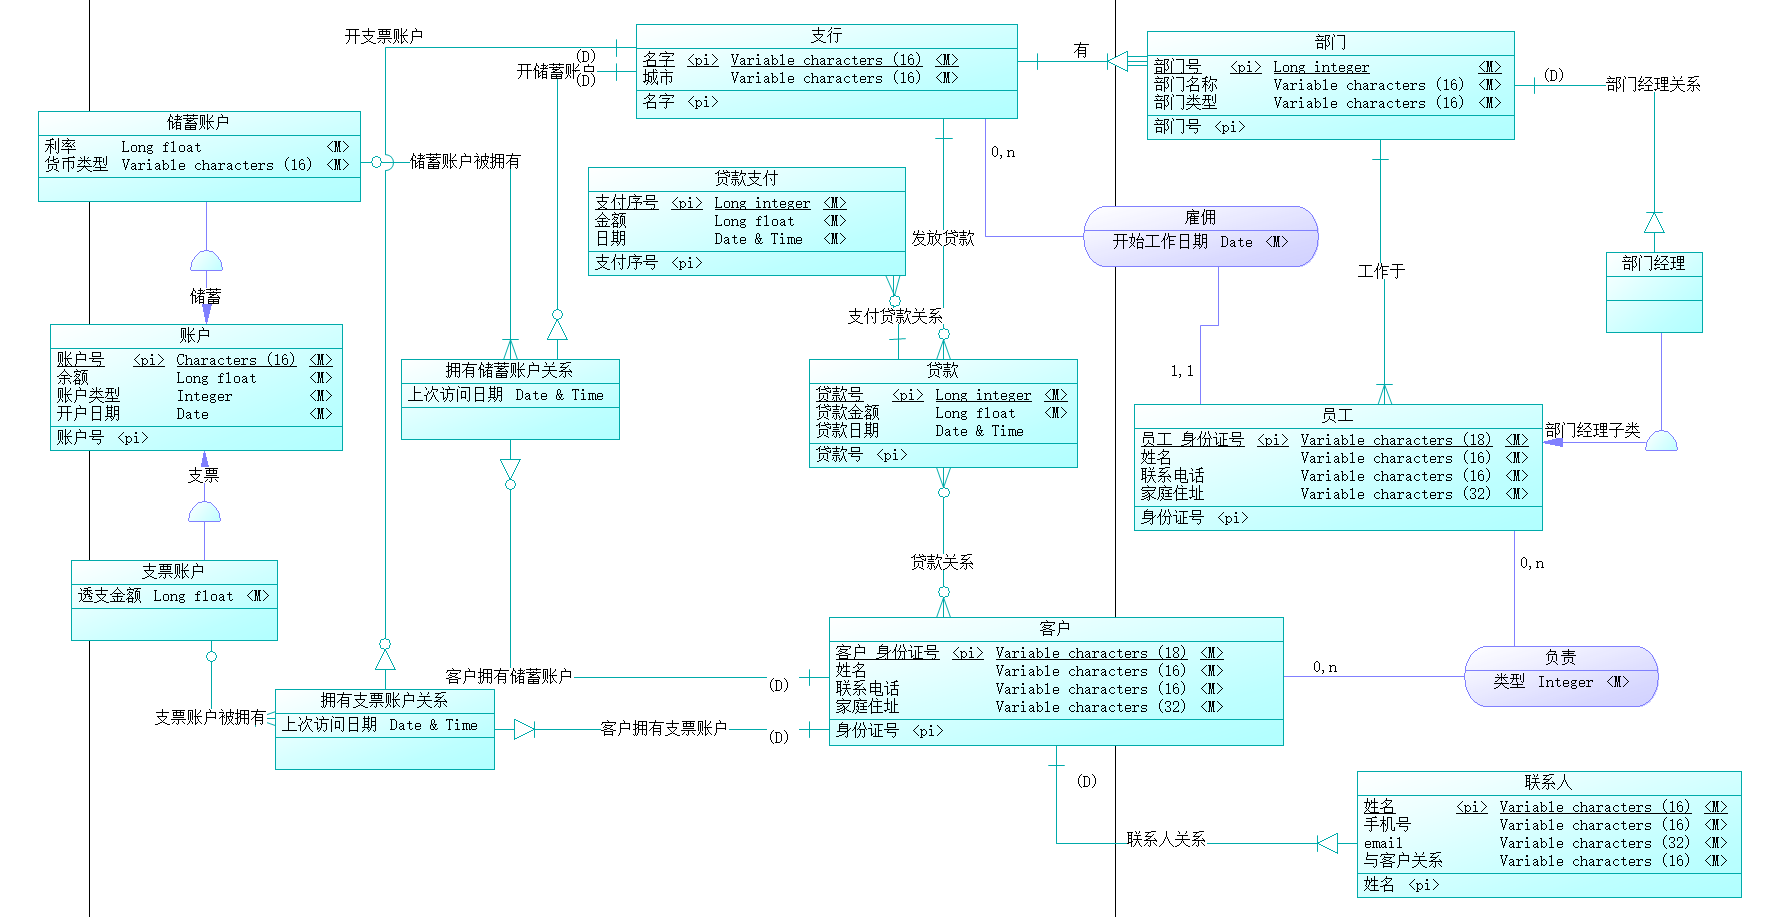 开支票账户
(D)
开储蓄账户
(D)
支行
名字 <pi> Variable characters (16) <M>
城市 Variable characters (16) <M>
名字 <pi>
有
部门
部门号 <pi> Long integer <M>
部门名称 Variable characters (16) <M>
部门类型 Variable characters (16) <M>
部门号 <pi>
(D)
部门经理关系
储蓄账户
利率 Long float <M>
货币类型 Variable characters (16) <M>
储蓄账户被拥有
0,n
贷款支付
支付序号 <pi> Long integer <M>
金额 Long float <M>
日期 Date & Time <M>
支付序号 <pi>
发放贷款
雇佣
开始工作日期 Date <M>
工作于
部门经理
储蓄
支付贷款关系
账户
账户号 <pi> Characters (16) <M>
余额 Long float <M>
账户类型 Integer <M>
开户日期 Date <M>
账户号 <pi>
拥有储蓄账户关系
上次访问日期 Date & Time
贷款
贷款号 <pi> Long integer <M>
贷款金额 Long float <M>
贷款日期 Date & Time
贷款号 <pi>
1,1
员工
员工_身份证号 <pi> Variable characters (18) <M>
姓名 Variable characters (16) <M>
联系电话 Variable characters (16) <M>
家庭住址 Variable characters (32) <M>
身份证号 <pi>
部门经理子类
支票
支票账户
透支金额 Long float <M>
贷款关系
0,n
客户
客户_身份证号 <pi> Variable characters (18) <M>
姓名 Variable characters (16) <M>
联系电话 Variable characters (16) <M>
家庭住址 Variable characters (32) <M>
身份证号 <pi>
0,n
负责
类型 Integer <M>
客户拥有储蓄账户
(D)
支票账户被拥有
拥有支票账户关系
上次访问日期 Date & Time
客户拥有支票账户
(D)
(D)
联系人关系
联系人
姓名 <pi> Variable characters (16) <M>
手机号 Variable characters (16) <M>
email Variable characters (32) <M>
与客户关系 Variable characters (16) <M>
姓名 <pi>